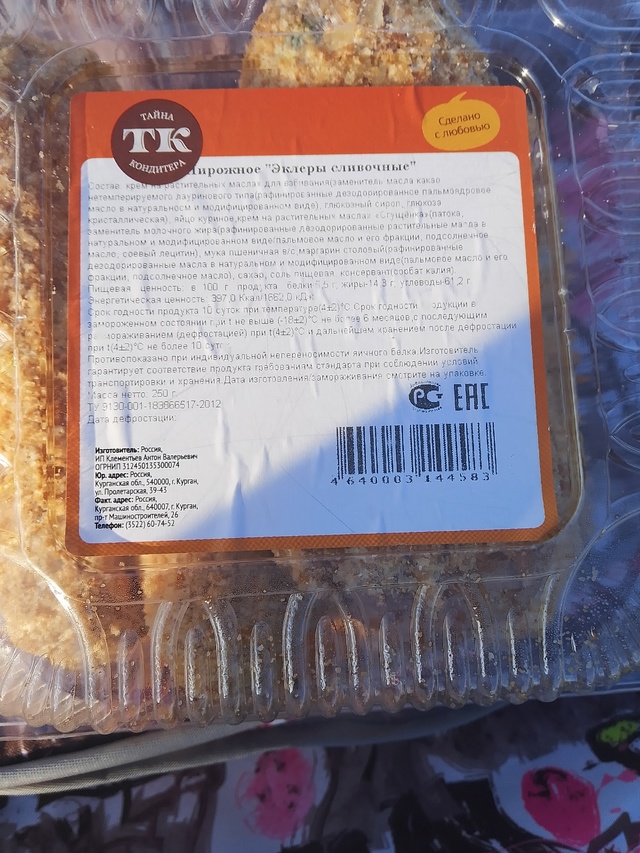 ТАЙНА
ТК
КОНДИТЕРА
Сделано
с любовью
Пирожное "Эклеры сливочные"
Состав: крем на растительных маслах для взбивания(заменитель масла какао
нетемперируемого лауринового типа(рафинированные дезодорированное пальмоядровое
масло в натуральном и модифицированном виде), глюкозный сироп, глюкоза
кристаллическая), яйцо куриное,крем на растительных маслах «Сгущёнка»(патока,
заменитель молочного жира(рафинированные дезодорированные растительные масла в
натуральном и модифицированном виде(пальмовое масло и его фракции, подсолнечное
масло, соевый лецитин), мука пшеничная в/с,маргарин столовый(рафинированные
дезодорированные масла в натуральном и модифицированном виде(пальмовое масло и его
фракции, подсолнечное масло), сахар, соль пищевая, консервант(сорбат калия).
Пищевая ценность в 100 г продукта: белки- г; жиры-14,3 г; углеводы-61,2 г.
Энергетическая ценность: 397,0 Ккал/1662,0 кДж
Срок годности продукта 10 суток при температуре(4±2)°С Срок годности продукции в
замороженном состоянии при t не выше (-18±2)°С не более 6 месяцев,с последующим
размораживанием (дефростацией) при t(4±2)°С и дальнейшем хранением после дефростации
при t(4±2)°С не более 10 суток
Противопоказано при индивидуальной непереносимости яичного белка.Изготовитель
гарантирует соответствие продукта требованиям стандарта при соблюдении условий
транспортировки и хранения.Дата изготовления/замораживания смотрите на упаковке.
Масса нетто: 250 г
ТУ 9130-001-183866517-2012
Дата дефростации:
РСТ ЕАС
Изготовитель: Россия,
ИП Клементьев Антон Валерьевич
ОГРНИП 312450135300074
Юр. адрес: Россия,
Курганская обл., 640000, г. Курган,
ул. Пролетарская, 39-43
Факт. адрес: Россия,
Курганская обл., 640007, г. Курган,
пр-т Машиностроителей, 26
Телефон: (3522) 60-74-52
4 640003 144583